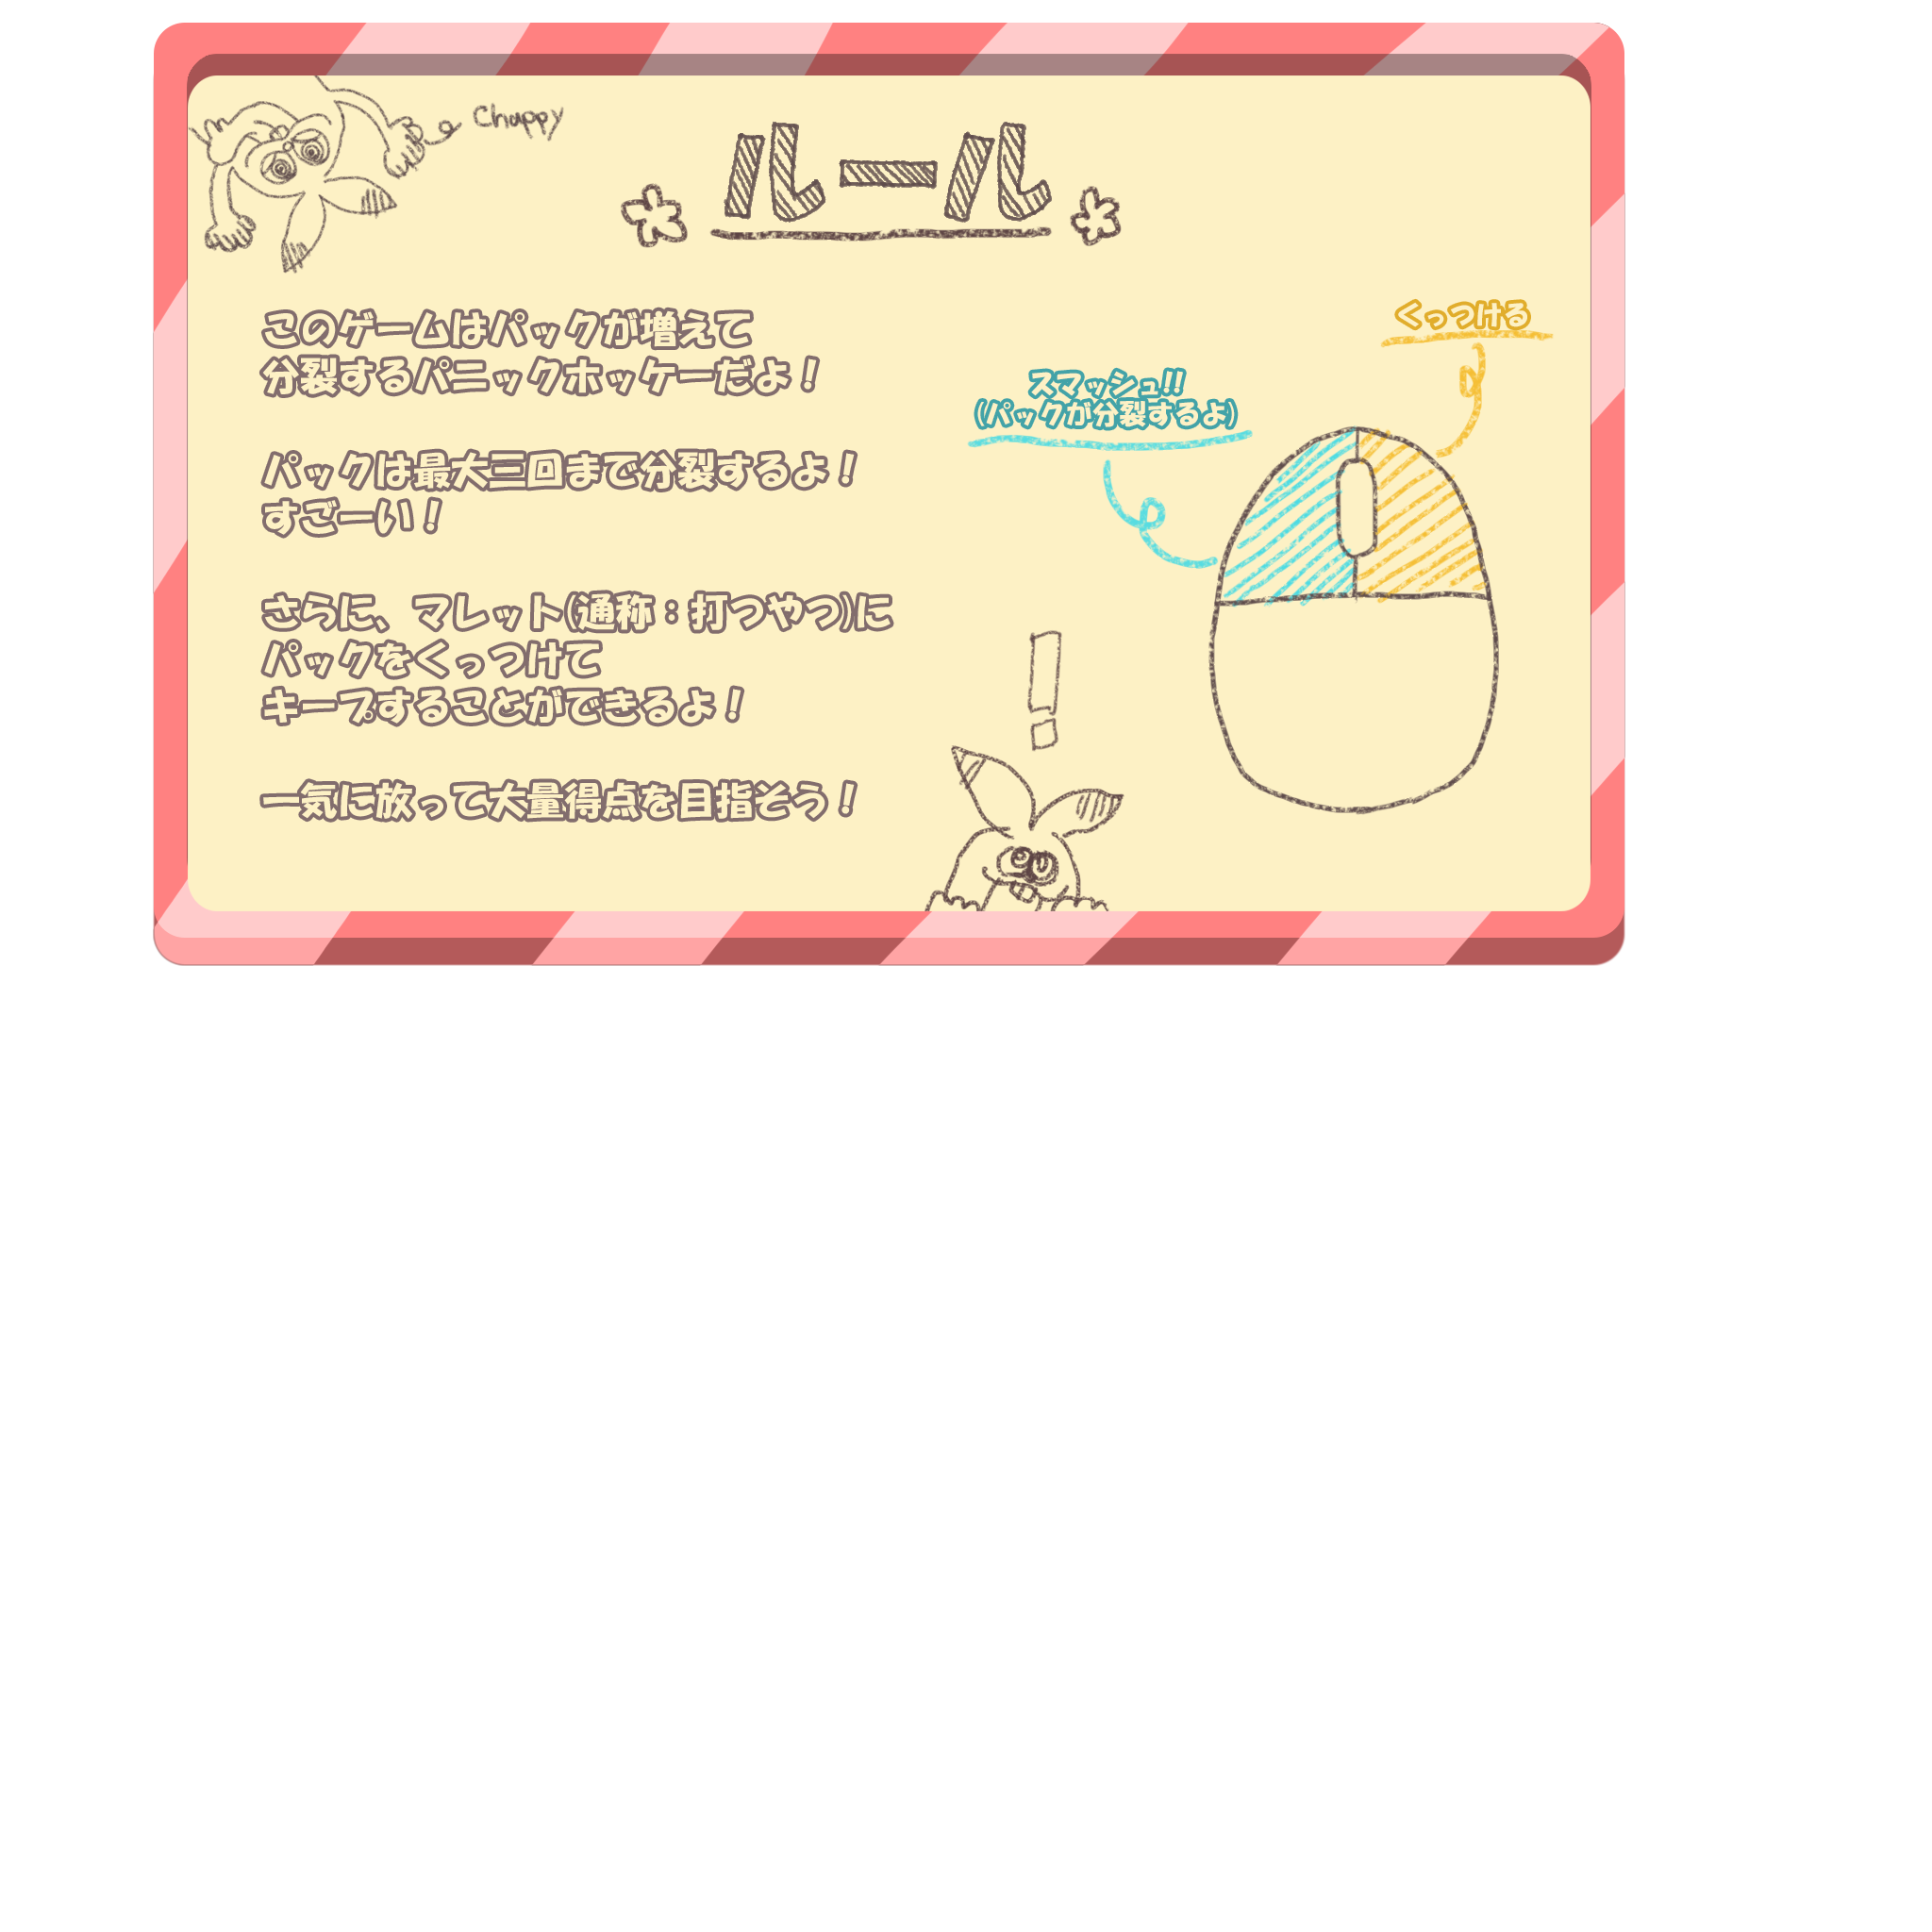 Chappy
ルール
このゲームはパックが増えて
分裂するパニックホッケーだよ！
パックは最大三回まで分裂するよ！
すごーい！
さらに、マレット(通称：打つやつ)に
パックをくっつけて
キープすることができるよ！
一気に放って大量得点を目指そう！
くっつける
スマッシュ!!
(パックが分裂するよ)
!